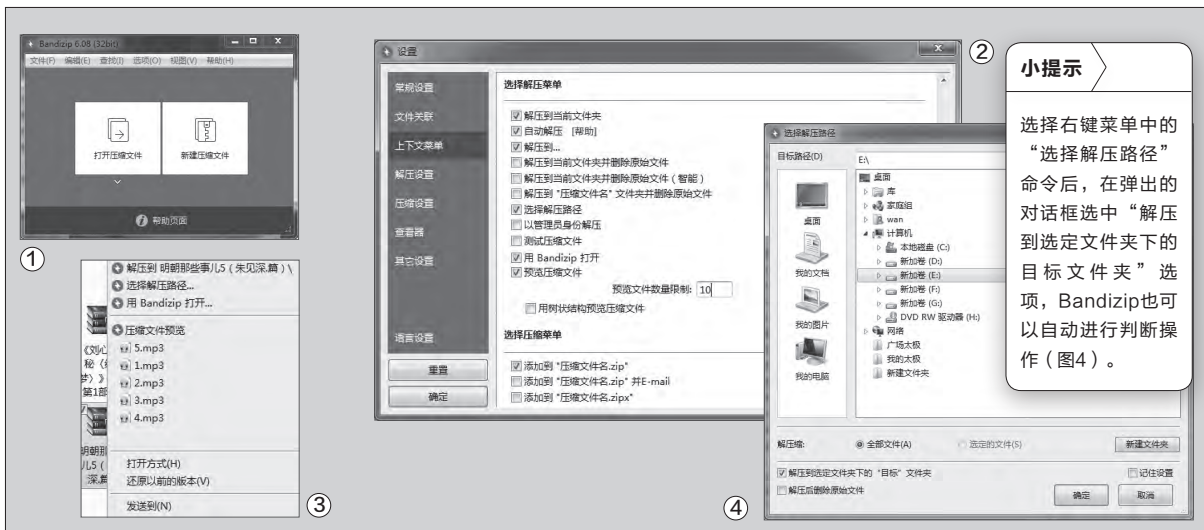 Bandizip 6.08 (32bit)
文件(F) 编辑(E) 查找(I) 选项(O) 视图(V) 帮助(H)
打开压缩文件
新建压缩文件
帮助页面
①
设置
②
常规设置
文件关联
上下文菜单
解压设置
压缩设置
查看器
其它设置
语言设置
重置
确定
选择解压菜单
解压到当前文件夹
自动解压 [帮助]
解压到...
解压到当前文件夹并删除原始文件
解压到当前文件夹并删除原始文件（智能）
解压到 "压缩文件名" 文件夹并删除原始文件
选择解压路径
以管理员身份解压
测试压缩文件
用 Bandizip 打开
预览压缩文件
预览文件数量限制: 10
用树状结构预览压缩文件
选择压缩菜单
添加到 "压缩文件名.zip"
添加到 "压缩文件名.zip" 并E-mail
添加到 "压缩文件名.zipx"
解压到 明朝那些事儿5（朱见深.篇）\
选择解压路径...
用 Bandizip 打开...
压缩文件预览
5.mp3
1.mp3
2.mp3
3.mp3
4.mp3
打开方式(H)
还原以前的版本(V)
发送到(N)
《刘心
第1部
明朝那
儿5（
深.篇
③
选择解压路径
目标路径(D)
E:\
桌面
我的文档
我的图片
我的电脑
桌面
库
家庭组
wan
计算机
本地磁盘 (C:)
新加卷 (D:)
新加卷 (E:)
新加卷 (F:)
新加卷 (G:)
DVD RW 驱动器 (H:)
网络
广场太极
我的太极
新建文件夹
解压缩:
全部文件(A)
选定的文件(S)
新建文件夹
解压到选定文件夹下的 "目标" 文件夹
记住设置
解压后删除原始文件
确定
取消
④
小提示
选择右键菜单中的
“选择解压路径”
命令后，在弹出的
对话框选中“解压
到选定文件夹下的
目标文件夹”选
项，Bandizip也可
以自动进行判断操
作（图4）。